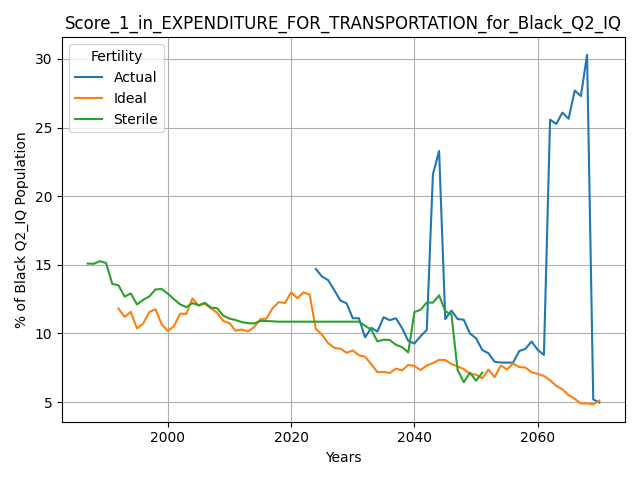 Score_1_in_EXPENDITURE_FOR_TRANSPORTATION_for_Black_Q2_IQ
Fertility
Actual
Ideal
Sterile
% of Black Q2_IQ Population
30
25
20
15
10
5
2000
2020
2040
2060
Years